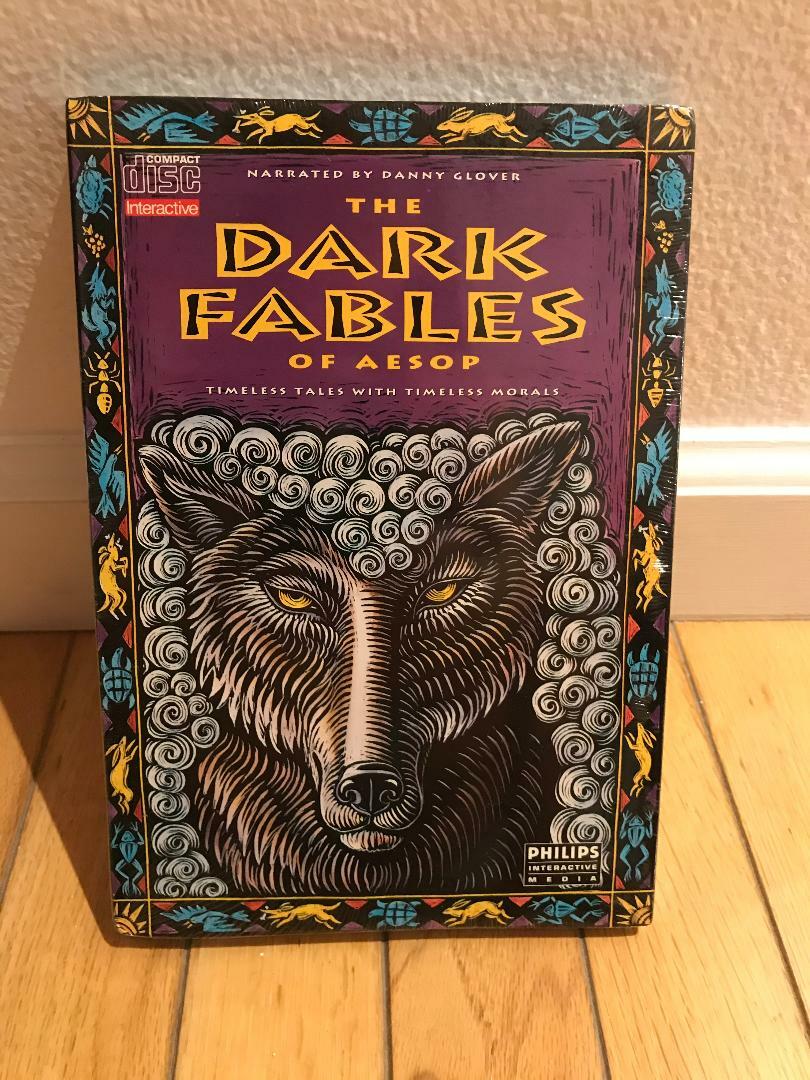 COMPACT
disc
Interactive
NARRATED BY DANNY GLOVER
THE
DARK
FABLES
OF AESOP
TIMELESS TALES WITH TIMELESS MORALS
PHILIPS
INTERACTIVE
MEDIA